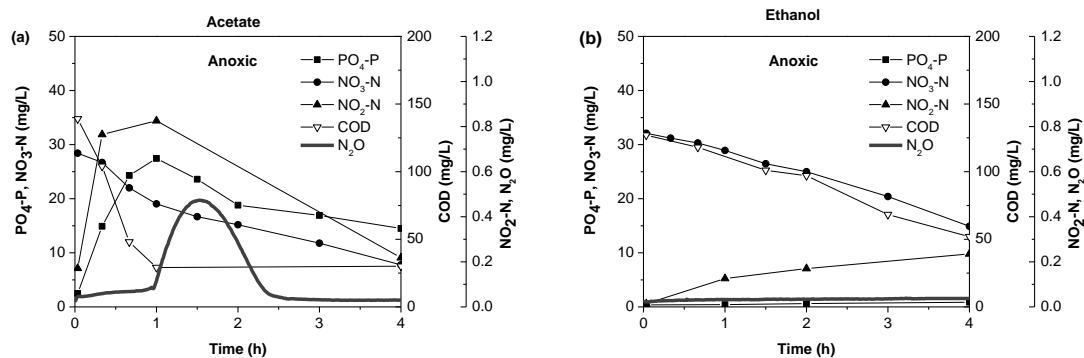 Acetate
(a)
Anoxic
PO₄-P
NO₃-N
NO₂-N
COD
N₂O
50
40
30
20
10
0
PO₄-P, NO₃-N (mg/L)
200
150
100
50
0
COD (mg/L)
1.2
1.0
0.8
0.6
0.4
0.2
0.0
NO₂-N, N₂O (mg/L)
0 1 2 3 4
Time (h)
Ethanol
(b)
Anoxic
PO₄-P
NO₃-N
NO₂-N
COD
N₂O
50
40
30
20
10
0
PO₄-P, NO₃-N (mg/L)
200
150
100
50
0
COD (mg/L)
1.2
1.0
0.8
0.6
0.4
0.2
0.0
NO₂-N, N₂O (mg/L)
0 1 2 3 4
Time (h)